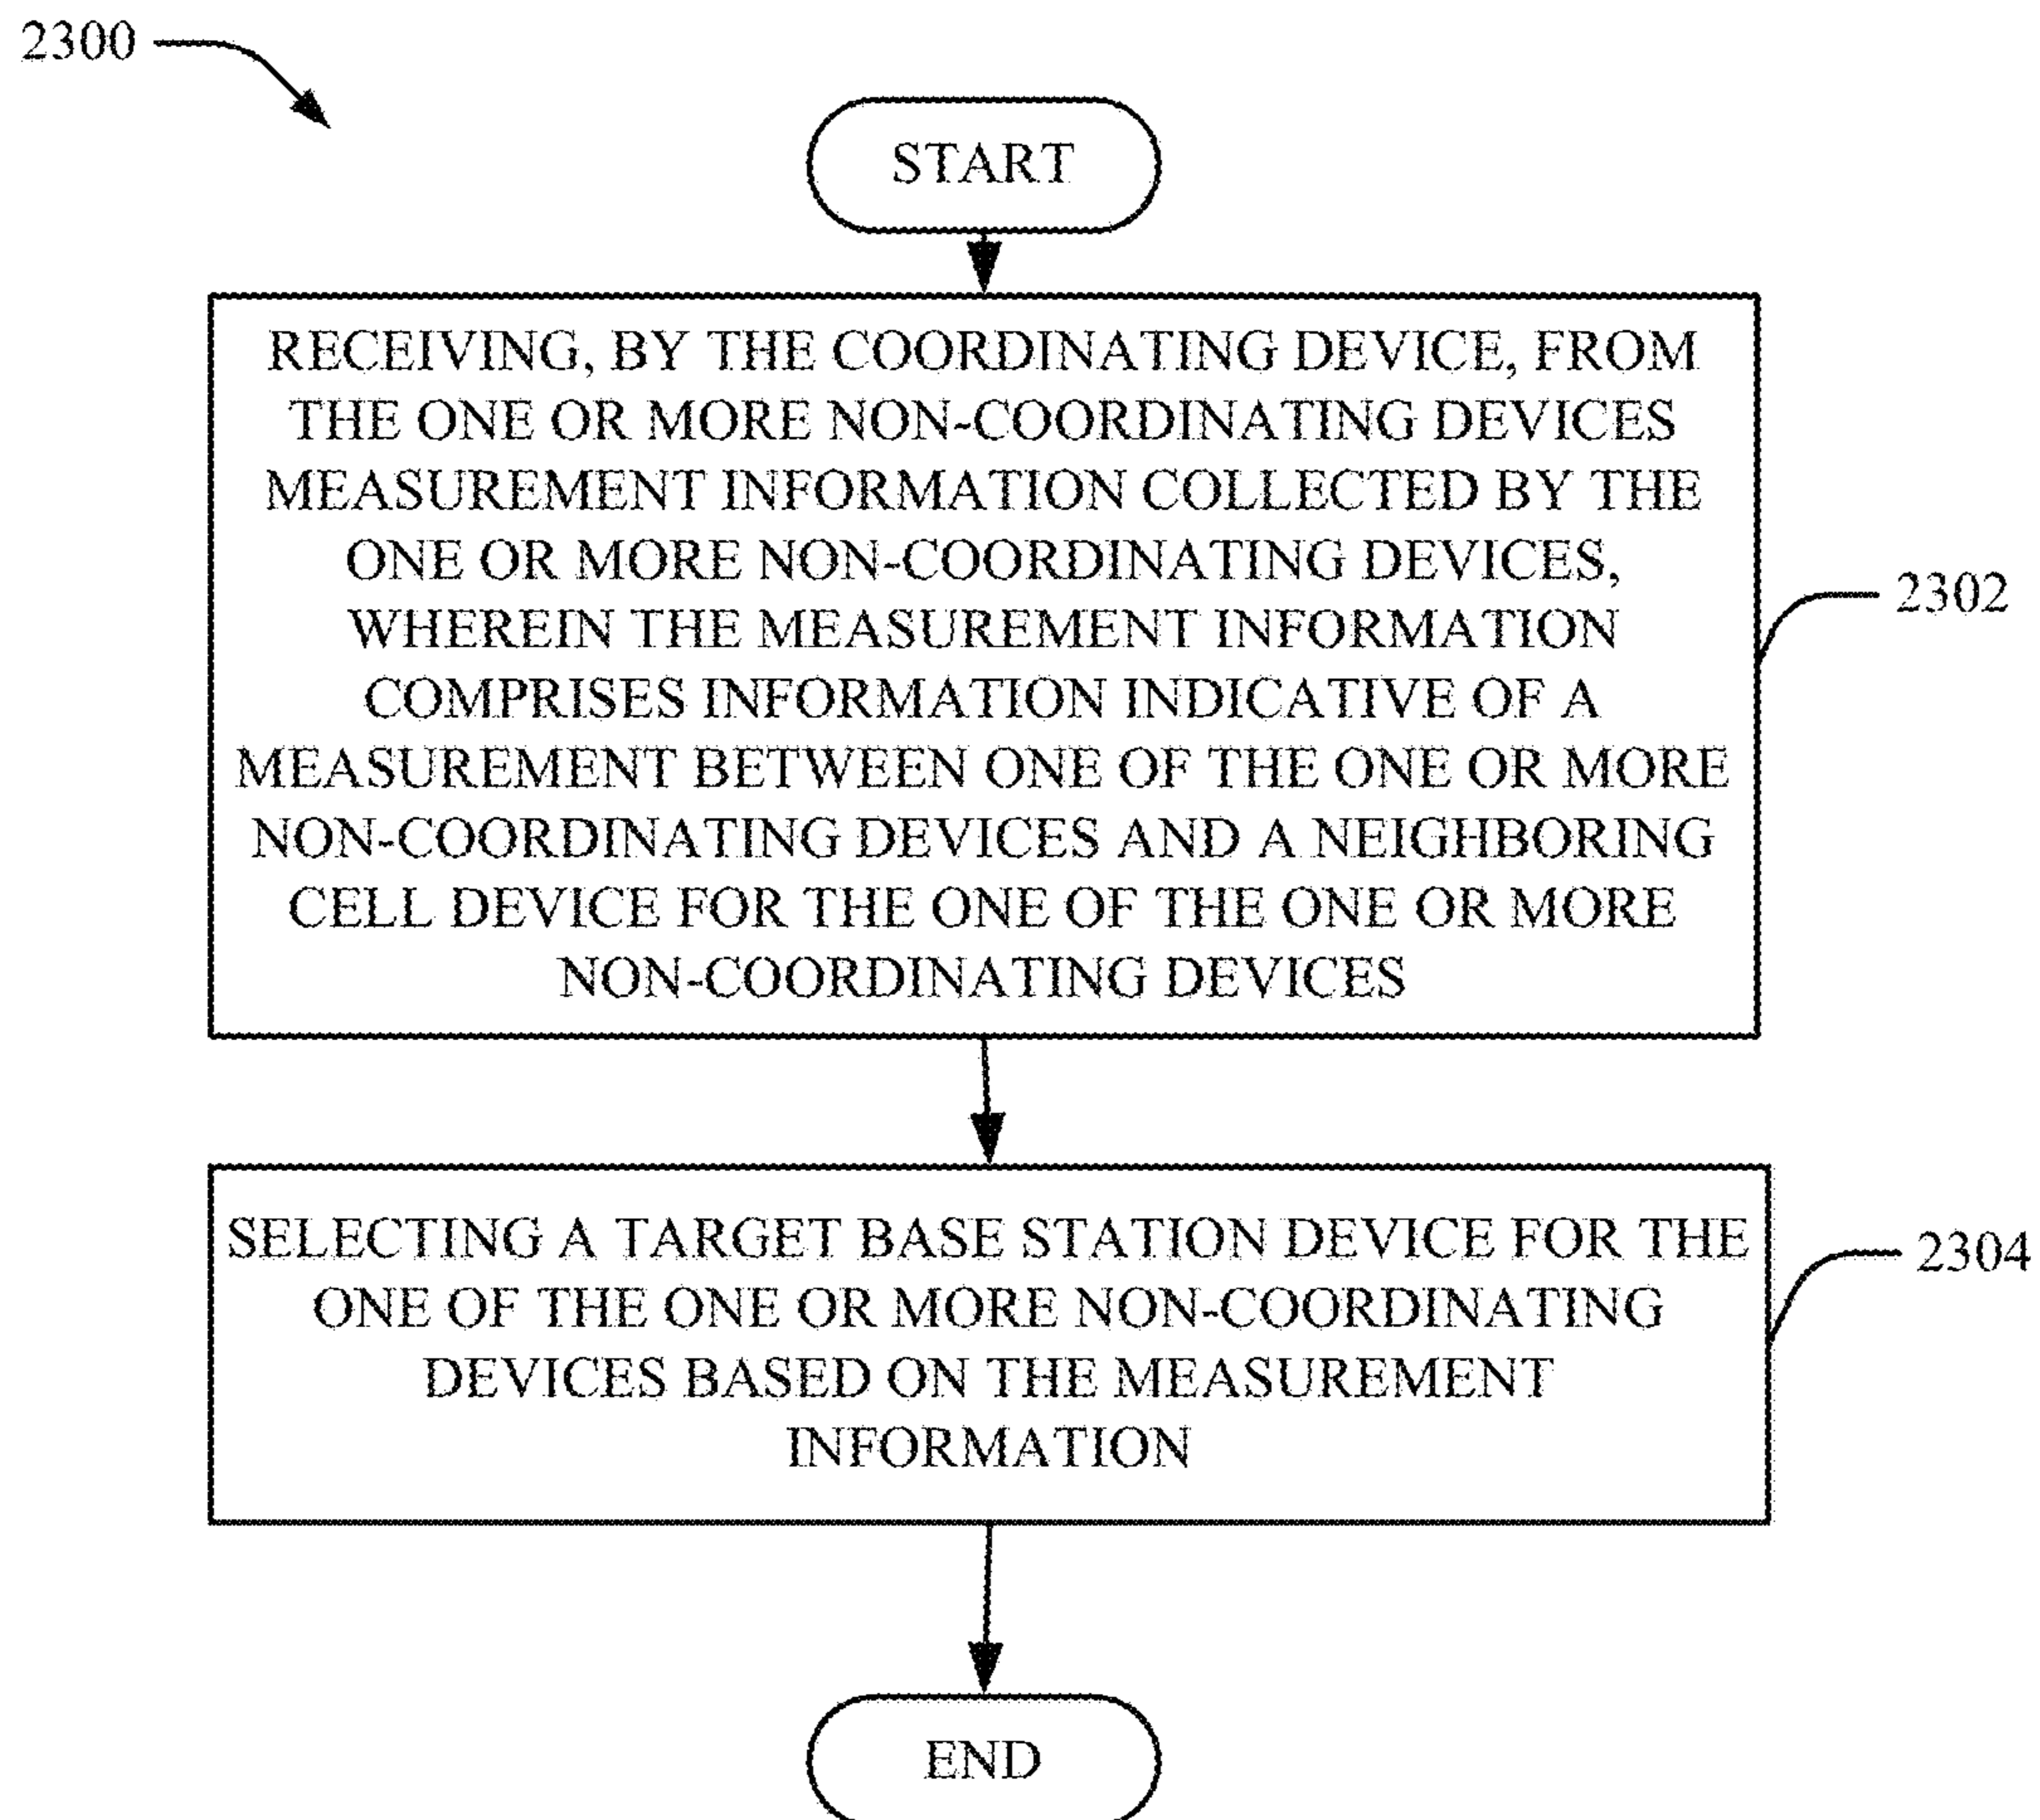 2300
START
RECEIVING, BY THE COORDINATING DEVICE, FROM
THE ONE OR MORE NON-COORDINATING DEVICES
MEASUREMENT INFORMATION COLLECTED BY THE
ONE OR MORE NON-COORDINATING DEVICES,
WHEREIN THE MEASUREMENT INFORMATION
COMPRISES INFORMATION INDICATIVE OF A
MEASUREMENT BETWEEN ONE OF THE ONE OR MORE
NON-COORDINATING DEVICES AND A NEIGHBORING
CELL DEVICE FOR THE ONE OF THE ONE OR MORE
NON-COORDINATING DEVICES
2302
SELECTING A TARGET BASE STATION DEVICE FOR THE
ONE OF THE ONE OR MORE NON-COORDINATING
DEVICES BASED ON THE MEASUREMENT
INFORMATION
2304
END